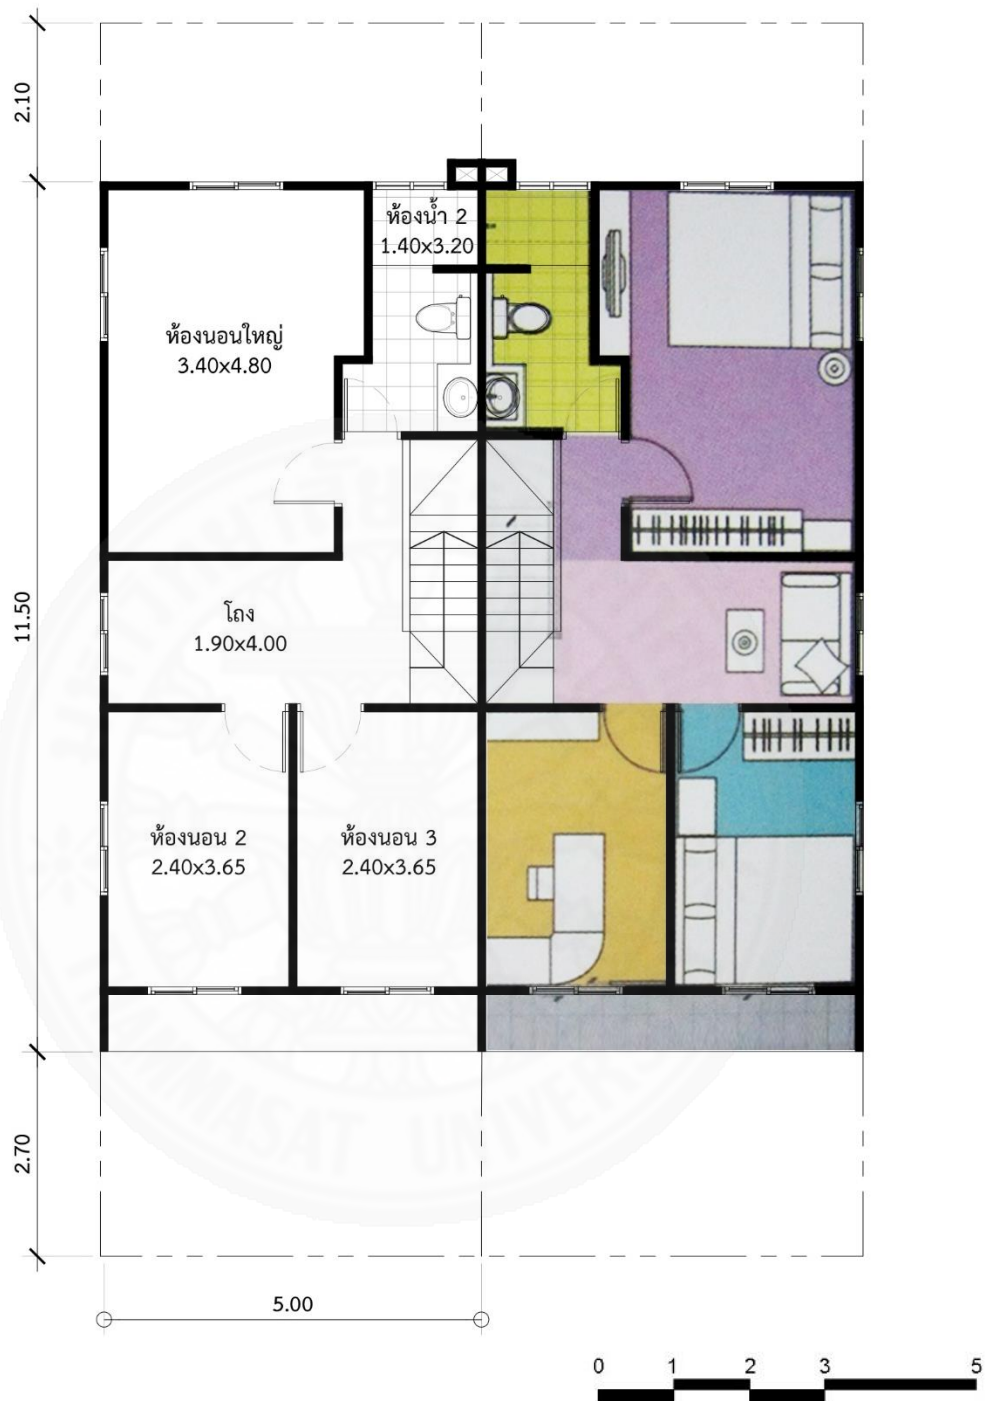 2.10
ห้องน้ำ 2
1.40x3.20
ห้องนอนใหญ่
3.40x4.80
11.50
โถง
1.90x4.00
ห้องนอน 2
2.40x3.65
ห้องนอน 3
2.40x3.65
2.70
5.00
0 1 2 3 5